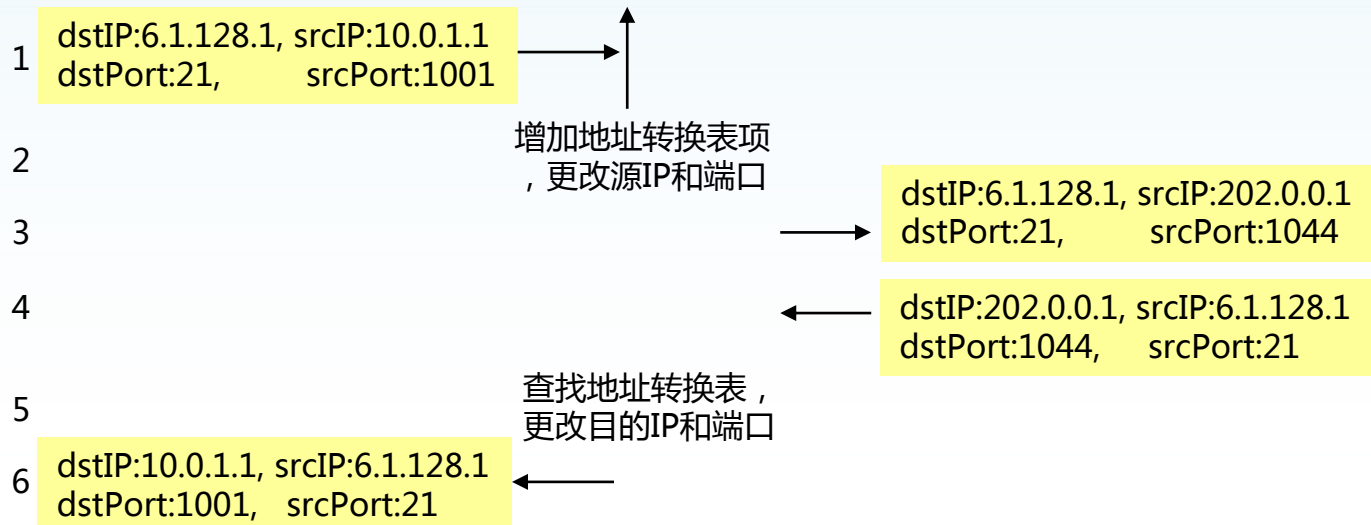 1
dstIP:6.1.128.1, srcIP:10.0.1.1
dstPort:21, srcPort:1001
2
增加地址转换表项
，更改源IP和端口
3
dstIP:6.1.128.1, srcIP:202.0.0.1
dstPort:21, srcPort:1044
4
dstIP:202.0.0.1, srcIP:6.1.128.1
dstPort:1044, srcPort:21
5
查找地址转换表，
更改目的IP和端口
6
dstIP:10.0.1.1, srcIP:6.1.128.1
dstPort:1001, srcPort:21